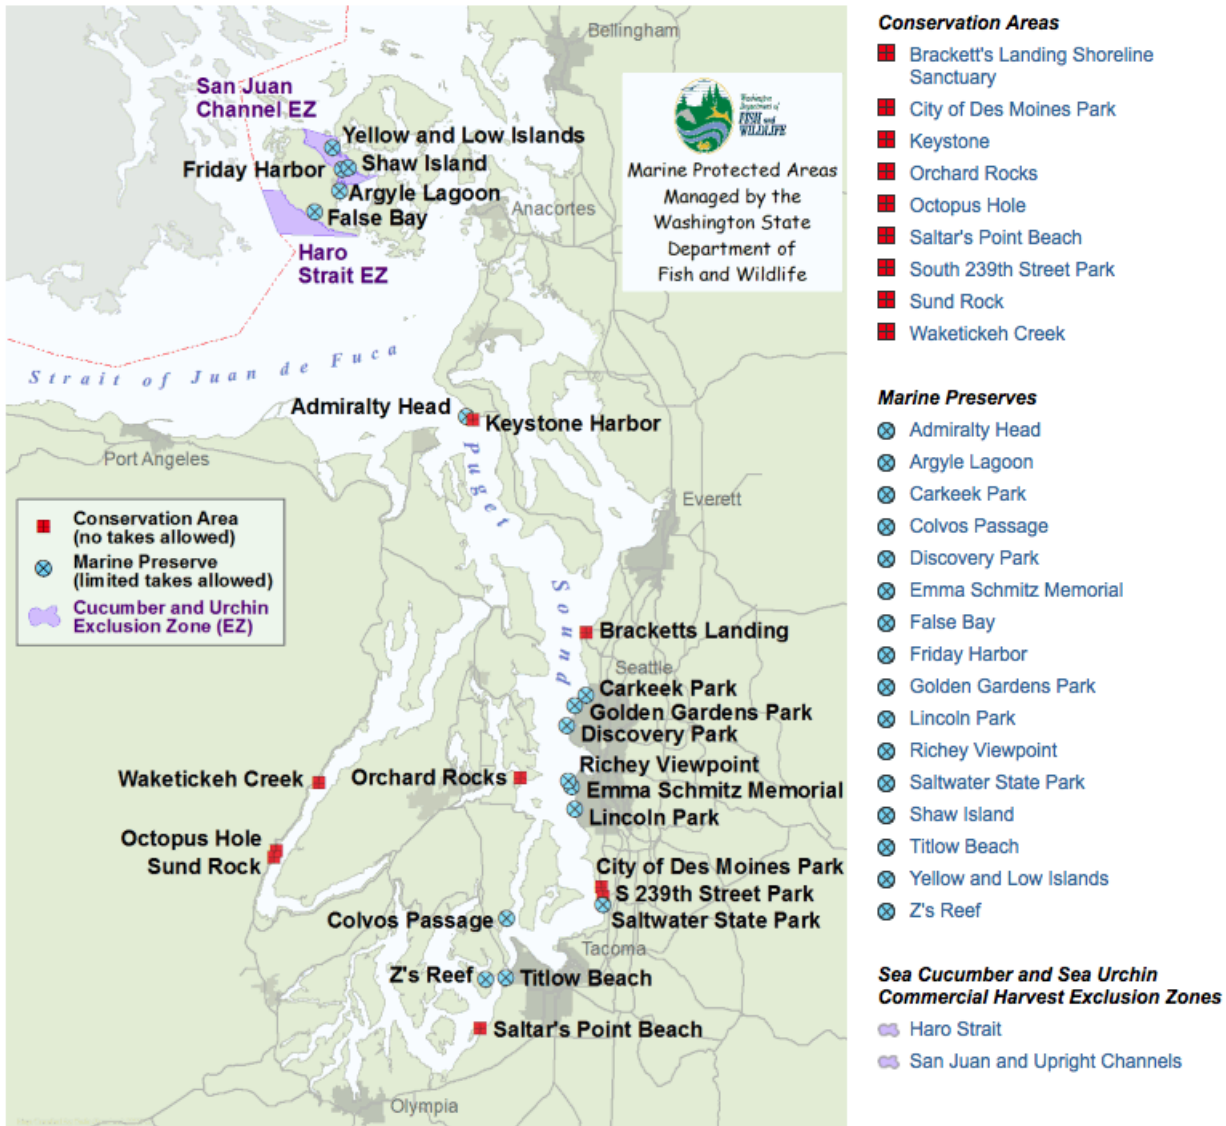 Bellingham
San Juan
Channel EZ
Yellow and Low Islands
Friday Harbor
Shaw Island
Argyle Lagoon
False Bay
Anacortes
Haro
Strait EZ
Washington
Department of
FISH and
WILDLIFE
Marine Protected Areas
Managed by the
Washington State
Department of
Fish and Wildlife
Strait of Juan de Fuca
Admiralty Head
Keystone Harbor
Port Angeles
Puget Sound
Everett
Conservation Area
(no takes allowed)
Marine Preserve
(limited takes allowed)
Cucumber and Urchin
Exclusion Zone (EZ)
Bracketts Landing
Seattle
Carkeek Park
Golden Gardens Park
Discovery Park
Richey Viewpoint
Waketickeh Creek
Orchard Rocks
Emma Schmitz Memorial
Lincoln Park
Octopus Hole
Sund Rock
City of Des Moines Park
S 239th Street Park
Colvos Passage
Saltwater State Park
Tacoma
Z's Reef
Titlow Beach
Saltar's Point Beach
Olympia
Conservation Areas
Brackett's Landing Shoreline
Sanctuary
City of Des Moines Park
Keystone
Orchard Rocks
Octopus Hole
Saltar's Point Beach
South 239th Street Park
Sund Rock
Waketickeh Creek
Marine Preserves
Admiralty Head
Argyle Lagoon
Carkeek Park
Colvos Passage
Discovery Park
Emma Schmitz Memorial
False Bay
Friday Harbor
Golden Gardens Park
Lincoln Park
Richey Viewpoint
Saltwater State Park
Shaw Island
Titlow Beach
Yellow and Low Islands
Z's Reef
Sea Cucumber and Sea Urchin
Commercial Harvest Exclusion Zones
Haro Strait
San Juan and Upright Channels